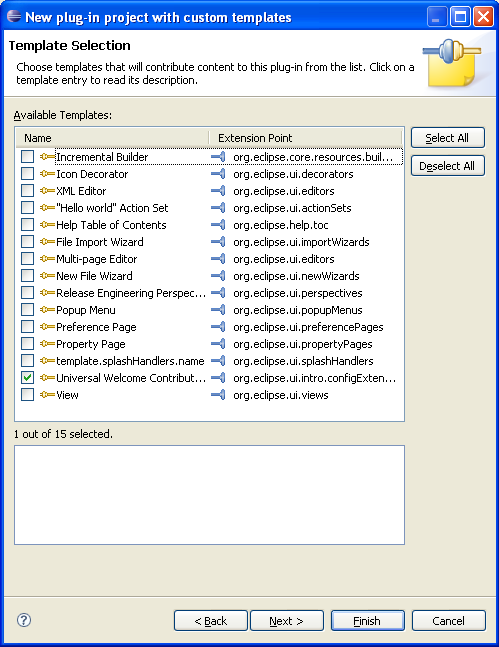 New plug-in project with custom templates
Template Selection
Choose templates that will contribute content to this plug-in from the list. Click on a
template entry to read its description.
Available Templates:
Name Extension Point
Select All
Incremental Builder org.eclipse.core.resources.buil...
Deselect All
Icon Decorator org.eclipse.ui.decorators
XML Editor org.eclipse.ui.editors
"Hello world" Action Set org.eclipse.ui.actionSets
Help Table of Contents org.eclipse.help.toc
File Import Wizard org.eclipse.ui.importWizards
Multi-page Editor org.eclipse.ui.editors
New File Wizard org.eclipse.ui.newWizards
Release Engineering Perspec... org.eclipse.ui.perspectives
Popup Menu org.eclipse.ui.popupMenus
Preference Page org.eclipse.ui.preferencePages
Property Page org.eclipse.ui.propertyPages
template.splashHandlers.name org.eclipse.ui.splashHandlers
Universal Welcome Contribut... org.eclipse.ui.intro.configExten...
View org.eclipse.ui.views
1 out of 15 selected.
? < Back Next > Finish Cancel